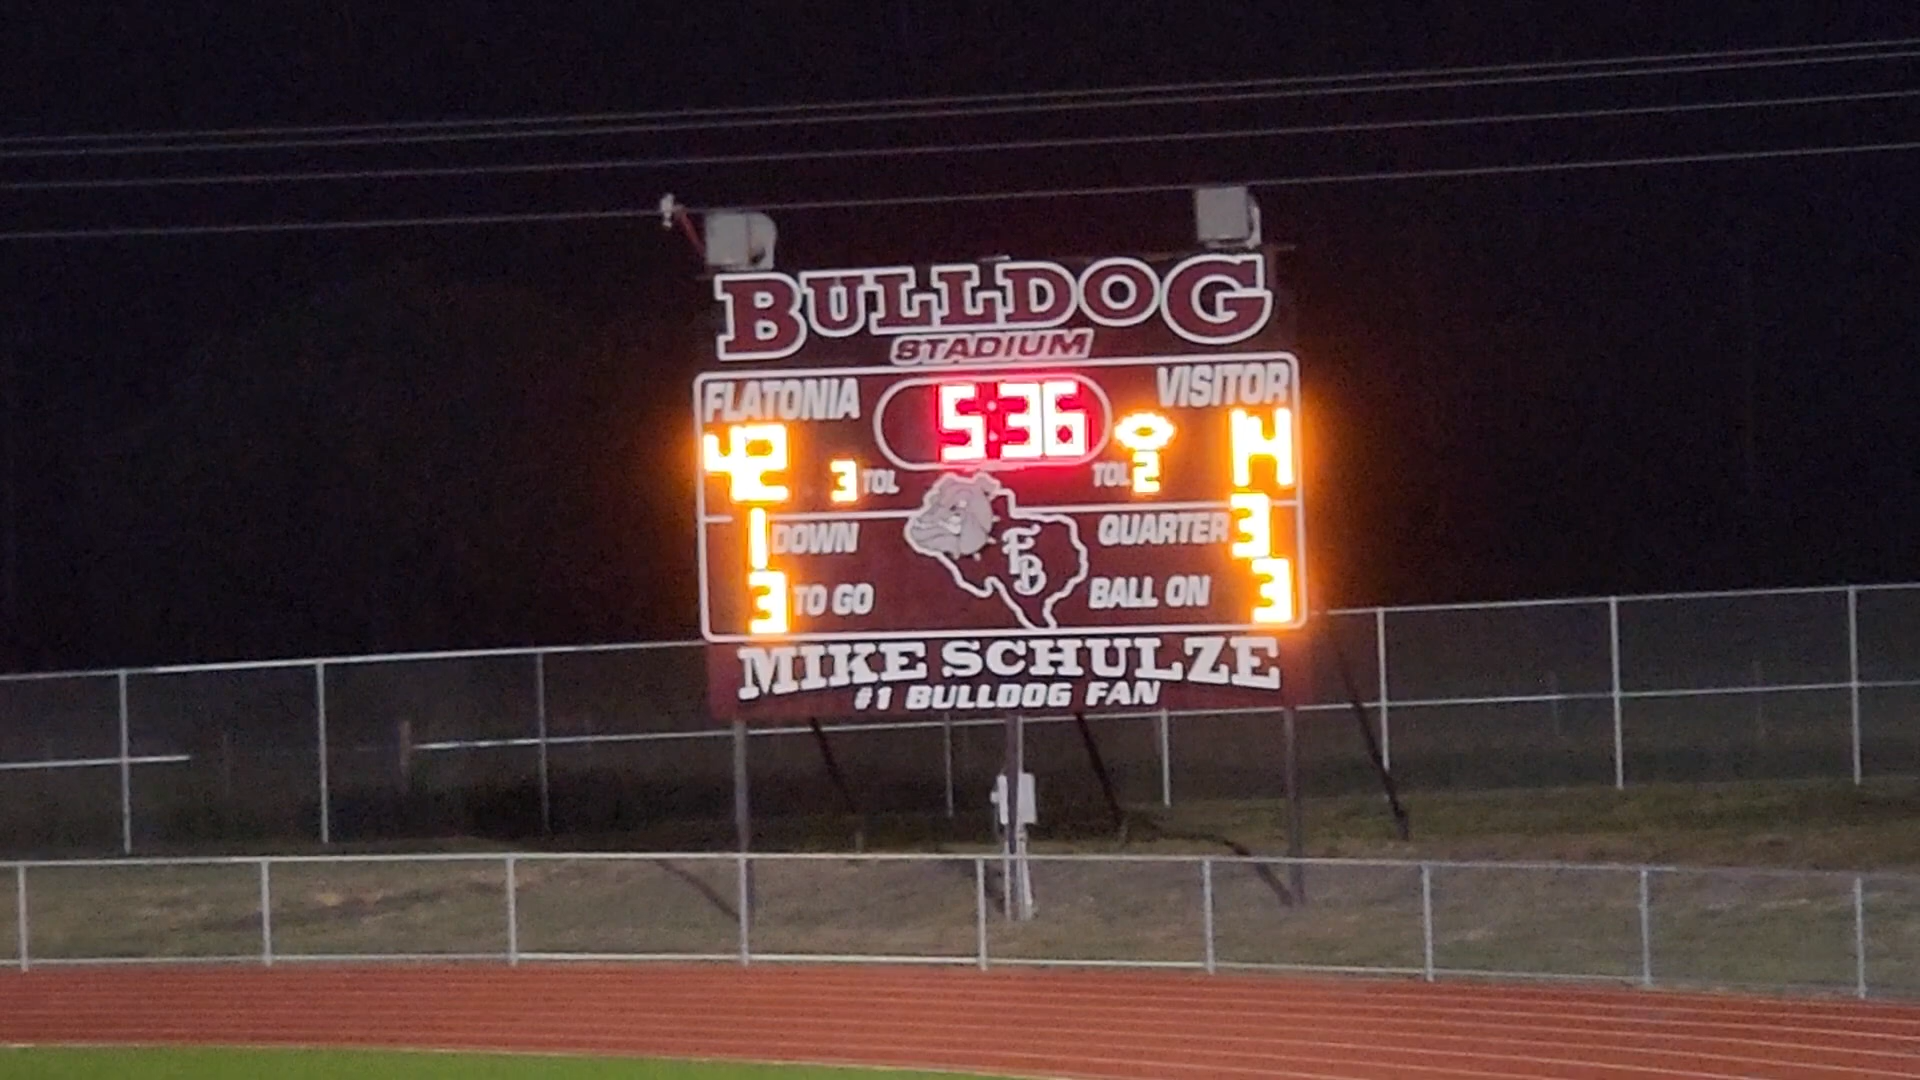 BULLDOG
STADIUM
FLATONIA 5:36 VISITOR
42 3 TOL TOL 2 14
1 DOWN QUARTER 3
FB
3 TO GO BALL ON 3
MIKE SCHULZE
#1 BULLDOG FAN